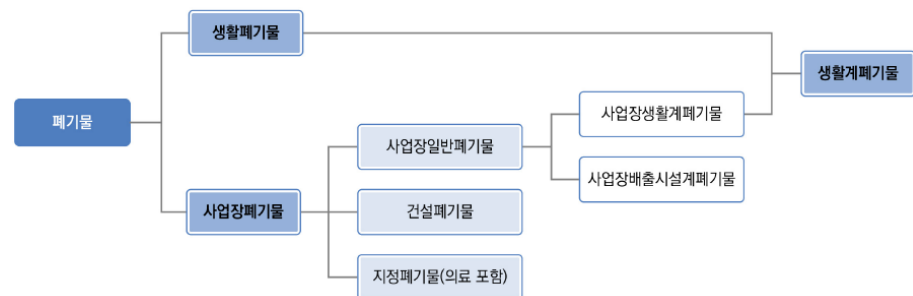 생활폐기물
생활계폐기물
폐기물
사업장생활계폐기물
사업장일반폐기물
사업장배출시설계폐기물
사업장폐기물
건설폐기물
지정폐기물(의료 포함)